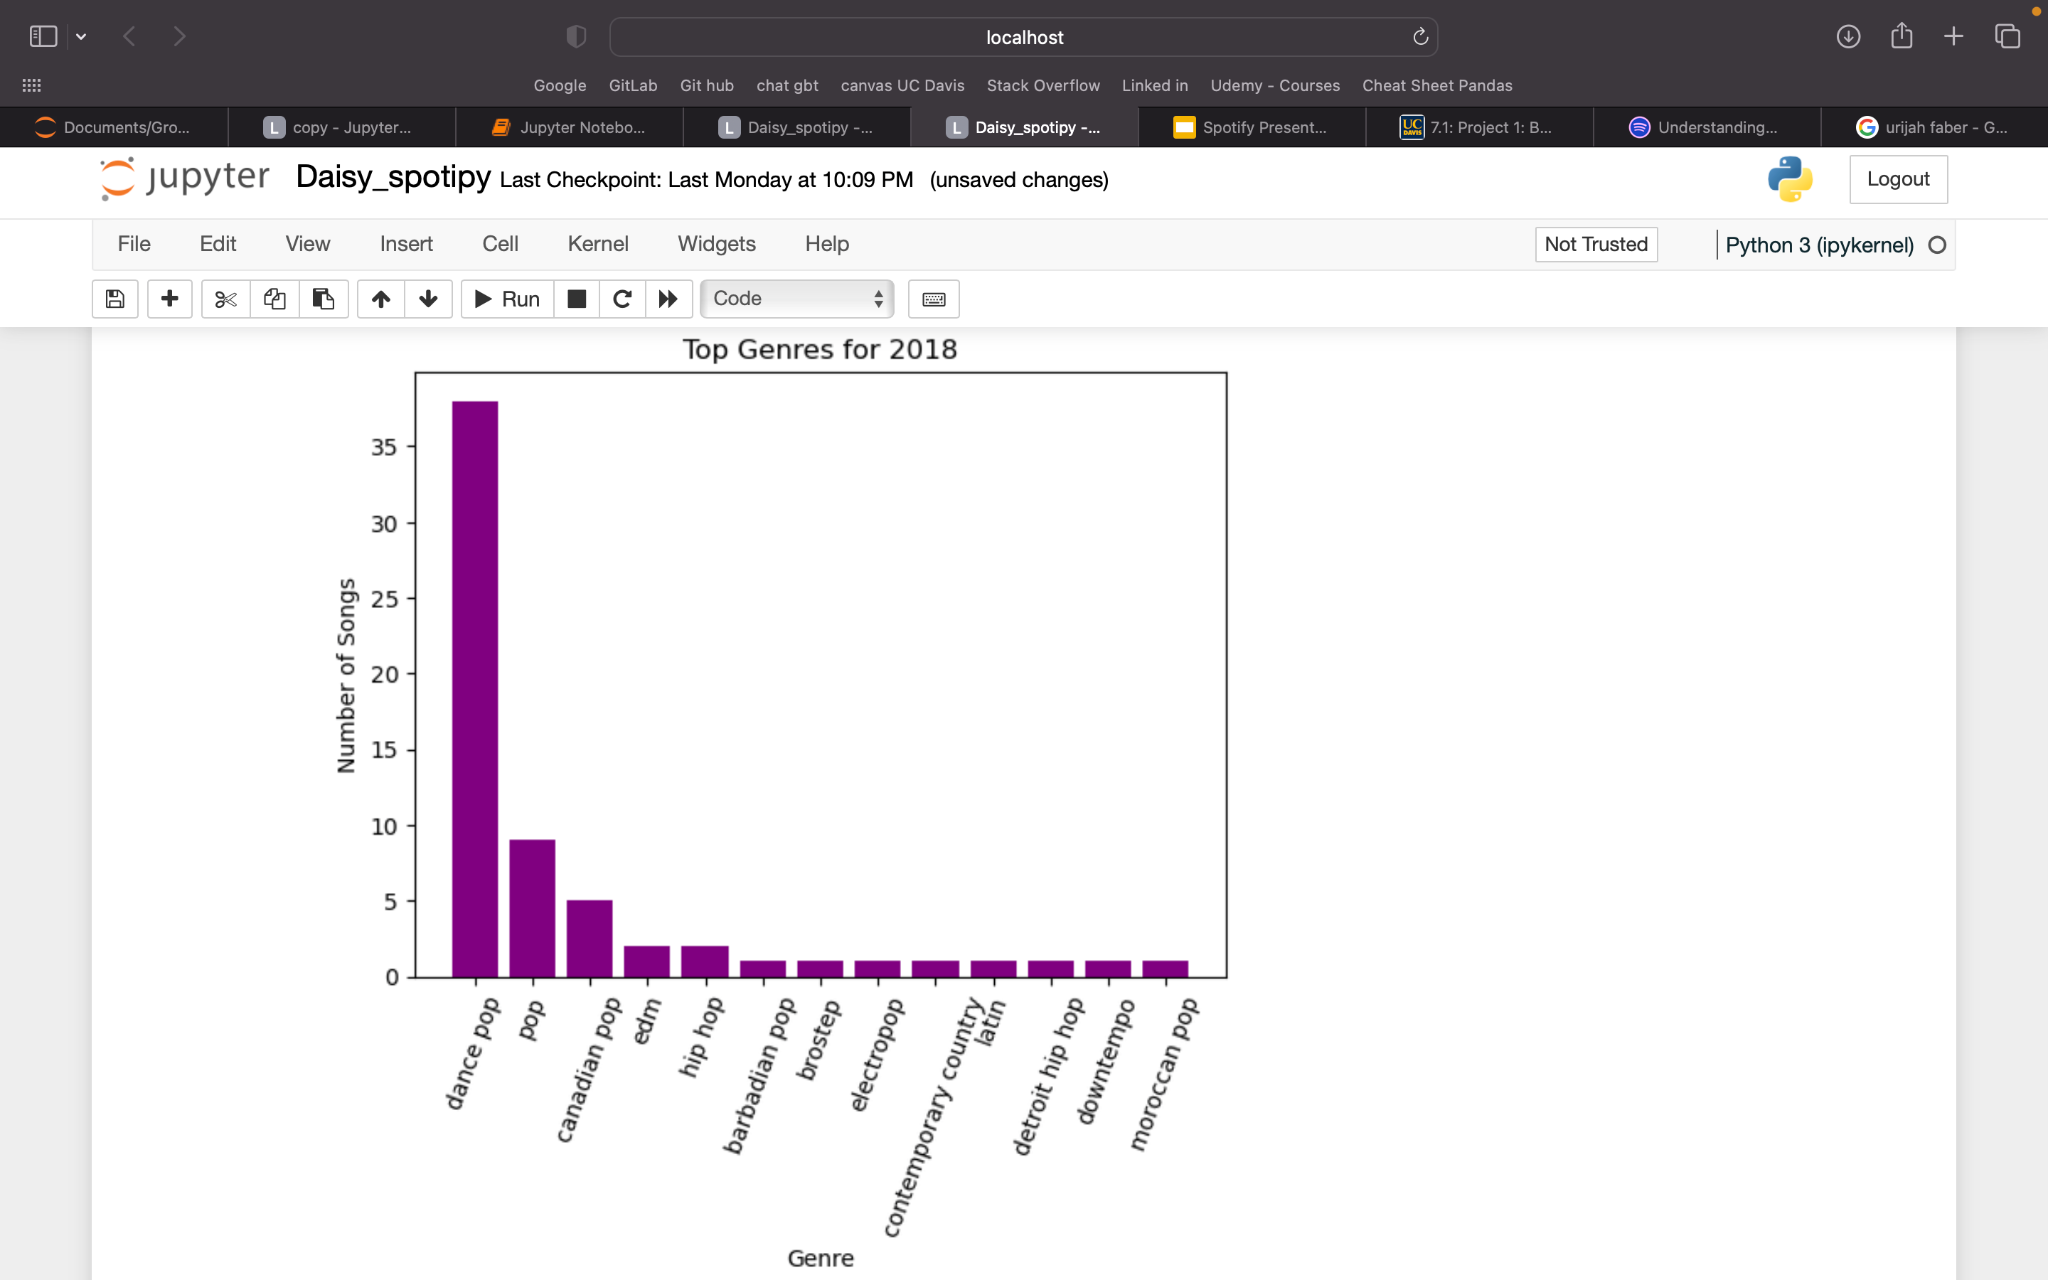 localhost
Google GitLab Git hub chat gbt canvas UC Davis Stack Overflow Linked in Udemy - Courses Cheat Sheet Pandas
Documents/Gro... L copy - Jupyter... Jupyter Notebo... L Daisy_spotipy -... L Daisy_spotipy -... Spotify Present... UC DAVIS 7.1: Project 1: B... Understanding... G urijah faber - G...
jupyter Daisy_spotipy Last Checkpoint: Last Monday at 10:09 PM (unsaved changes) Logout
File Edit View Insert Cell Kernel Widgets Help Not Trusted Python 3 (ipykernel)
Run Code
Top Genres for 2018
Number of Songs
35
30
25
20
15
10
5
0
dance pop
pop
canadian pop
edm
hip hop
barbadian pop
brostep
electropop
contemporary country
latin
detroit hip hop
downtempo
moroccan pop
Genre